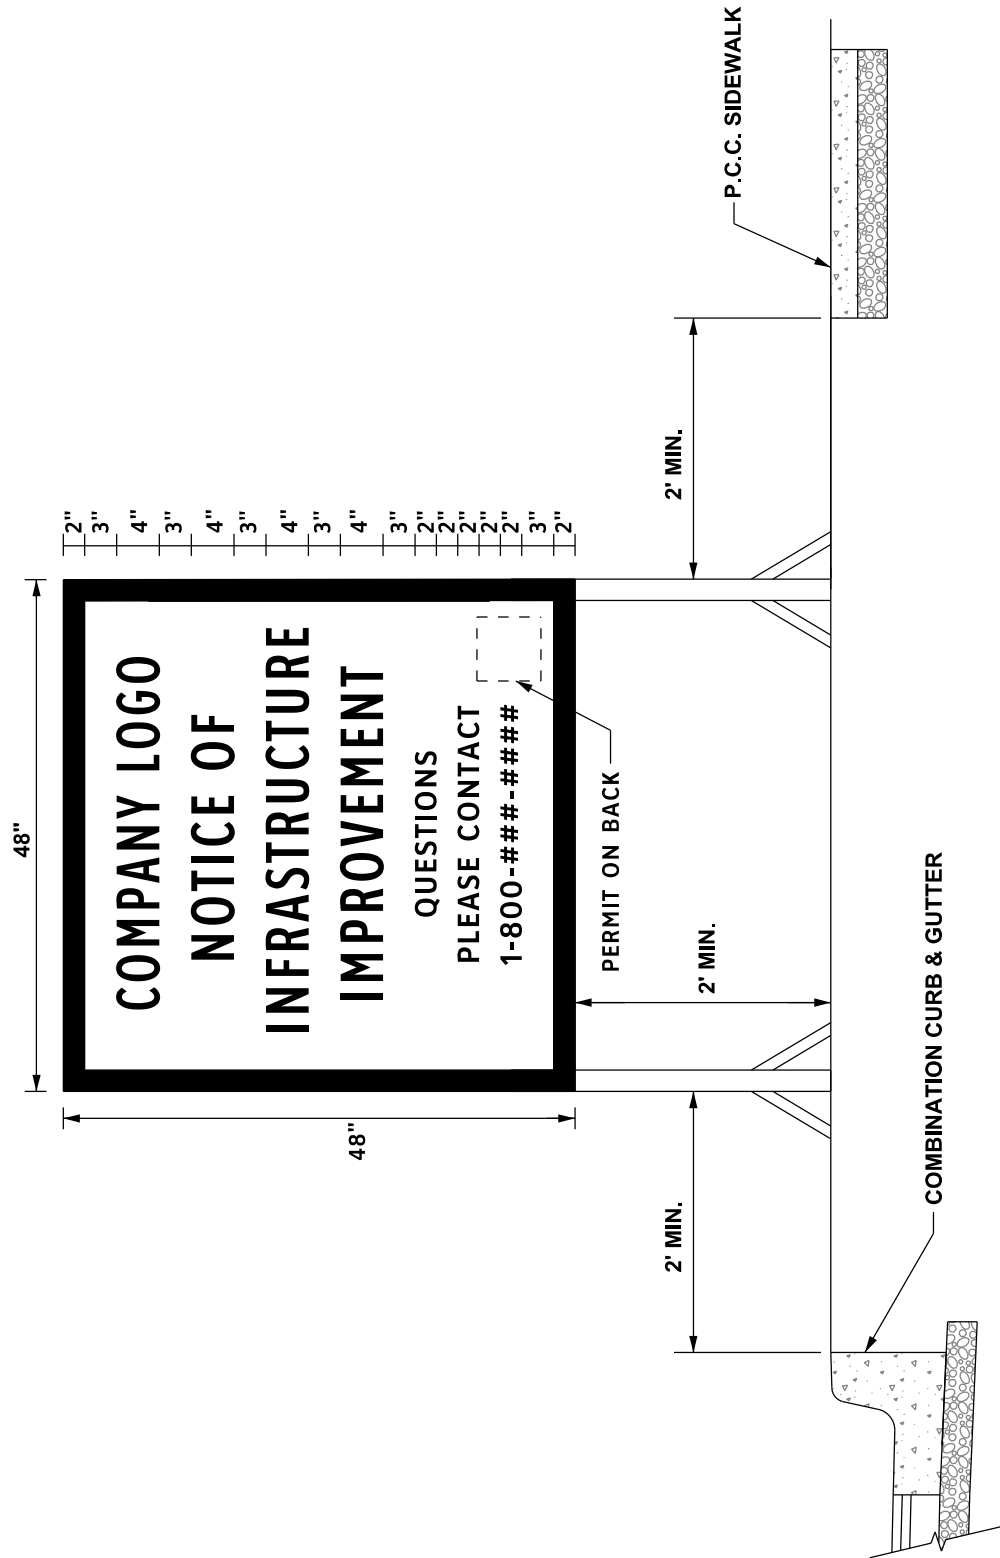 48"
48"
COMPANY LOGO
NOTICE OF
INFRASTRUCTURE
IMPROVEMENT
QUESTIONS
PLEASE CONTACT
1-800-###-####
2"
3"
4"
3"
4"
3"
4"
3"
4"
3"
2"
2"
2"
2"
2"
3"
2"
PERMIT ON BACK
2' MIN.
2' MIN.
2' MIN.
P.C.C. SIDEWALK
COMBINATION CURB & GUTTER